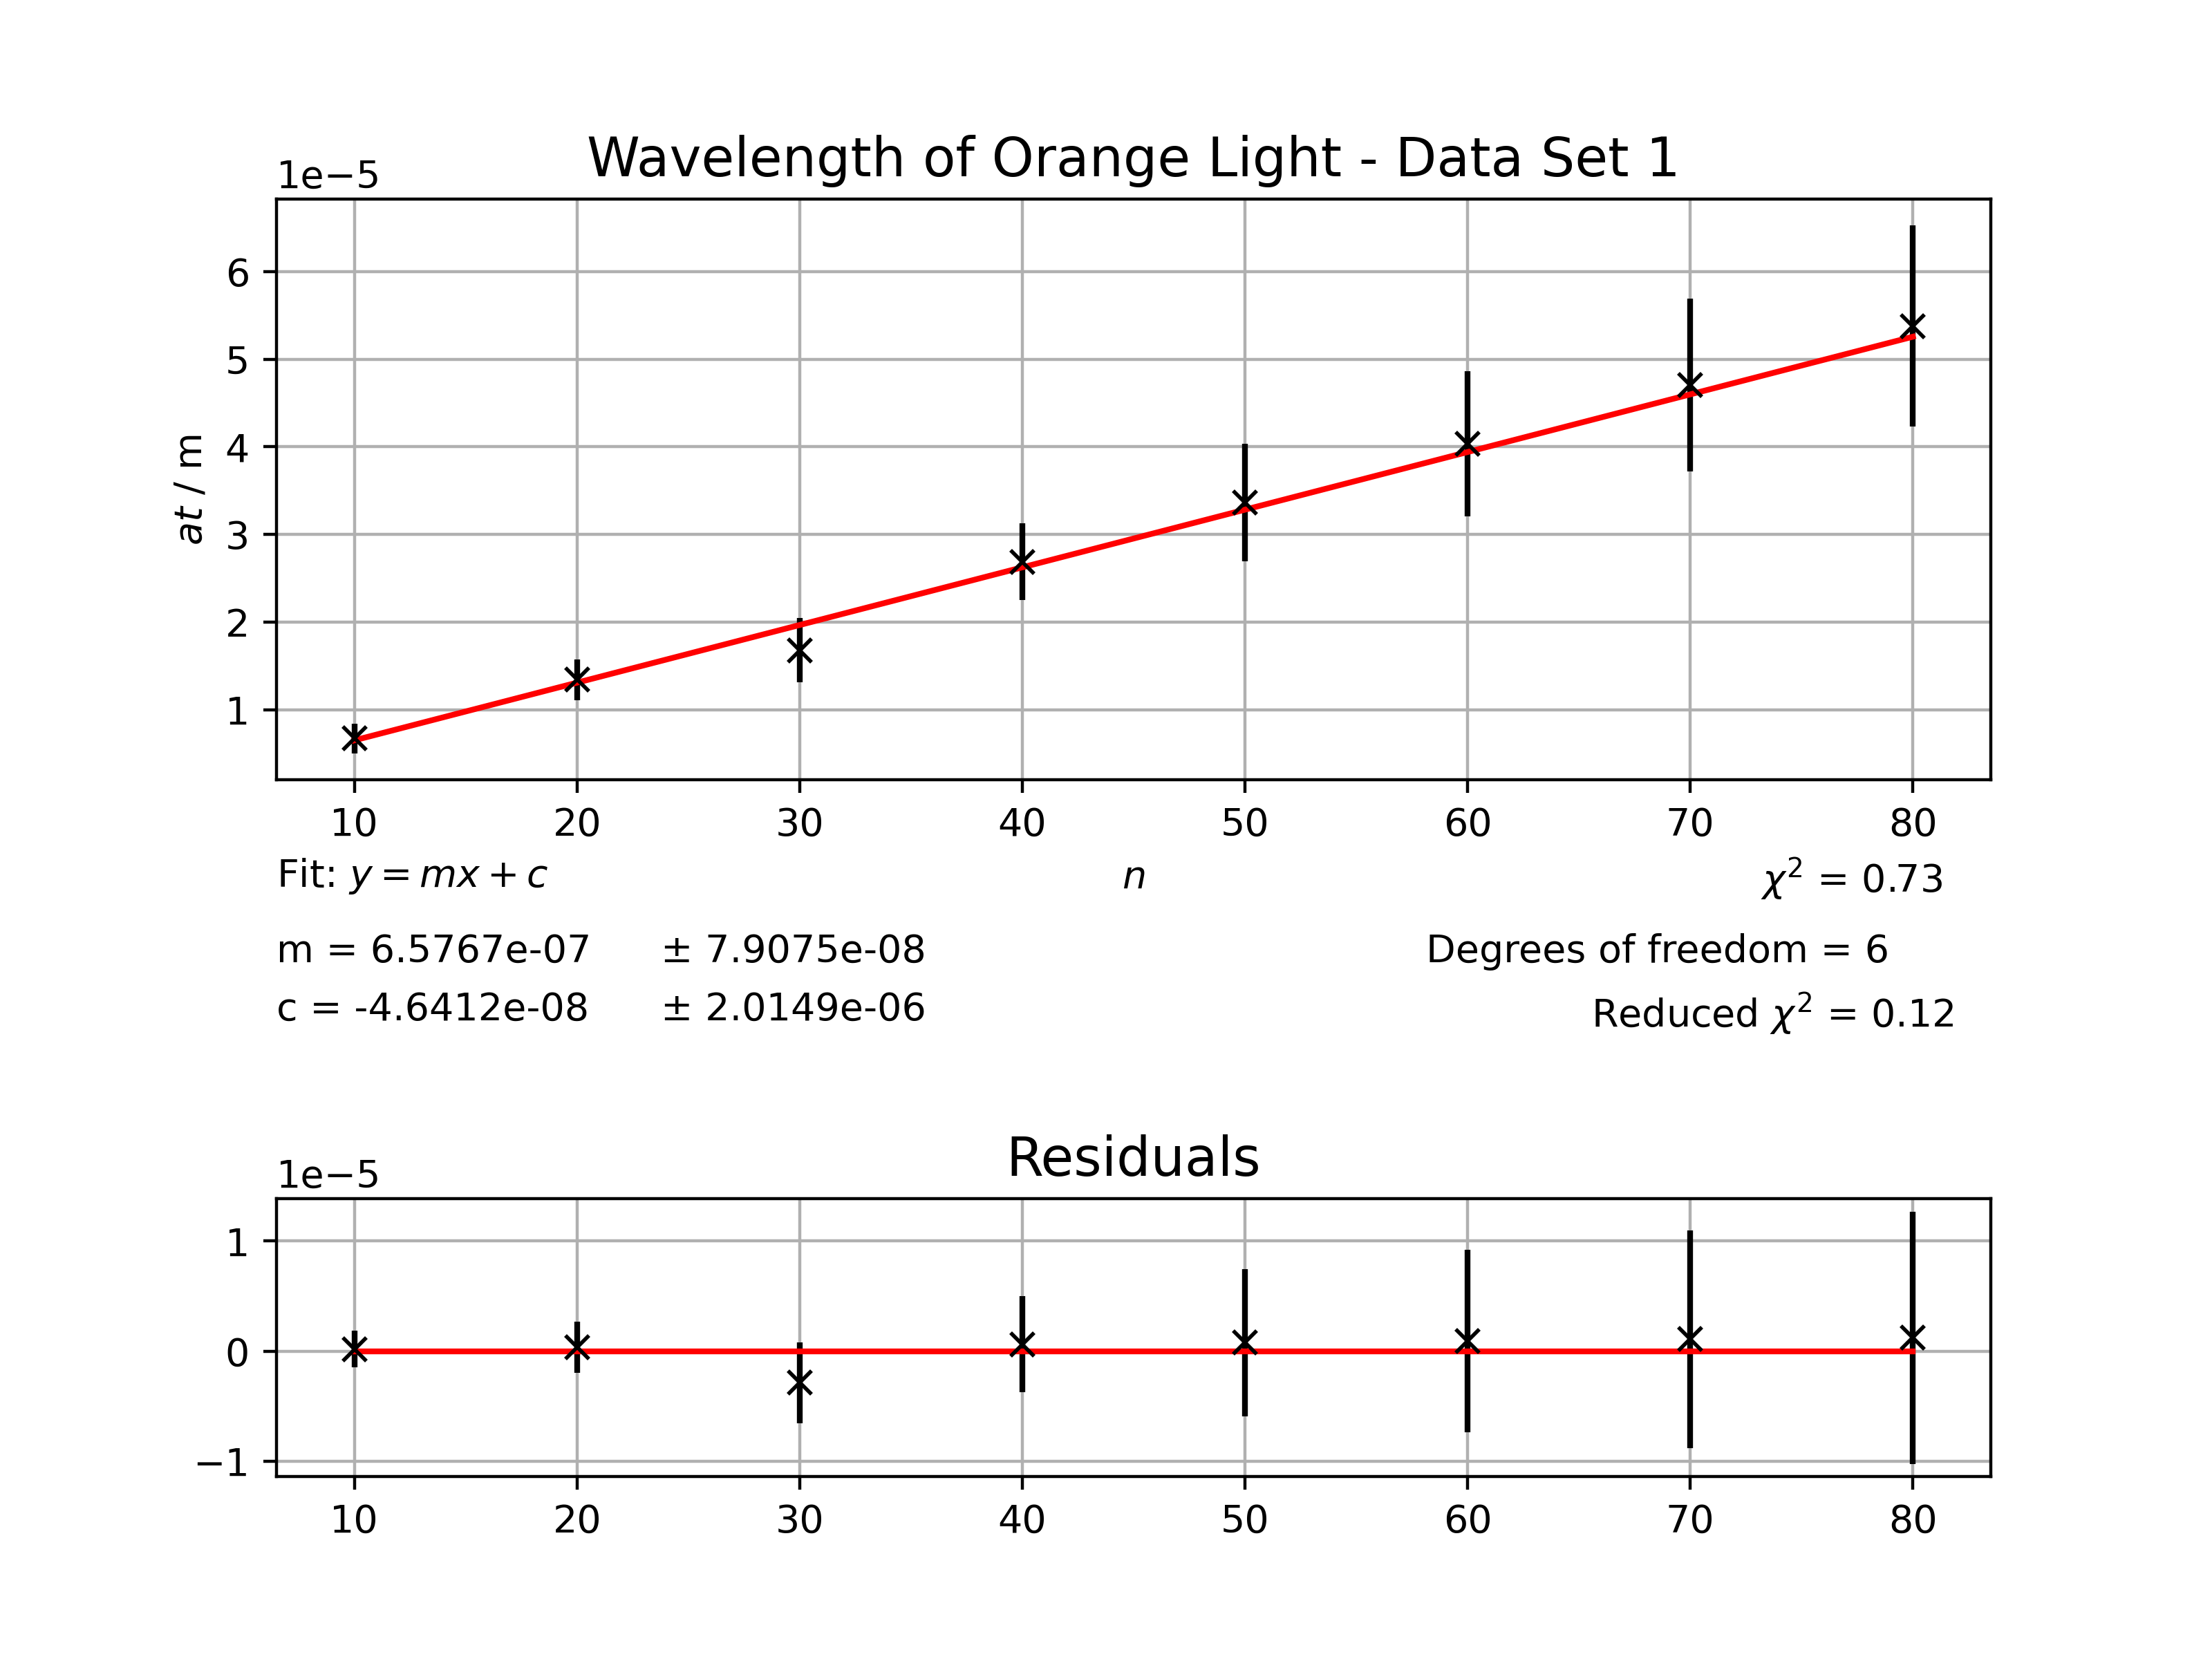 Wavelength of Orange Light - Data Set 1
1e−5
6
5
4
3
2
1
at / m
10 20 30 40 50 60 70 80
n
Fit: y = mx + c
χ² = 0.73
m = 6.5767e-07 ± 7.9075e-08
Degrees of freedom = 6
c = -4.6412e-08 ± 2.0149e-06
Reduced χ² = 0.12
Residuals
1e−5
1
0
−1
10 20 30 40 50 60 70 80